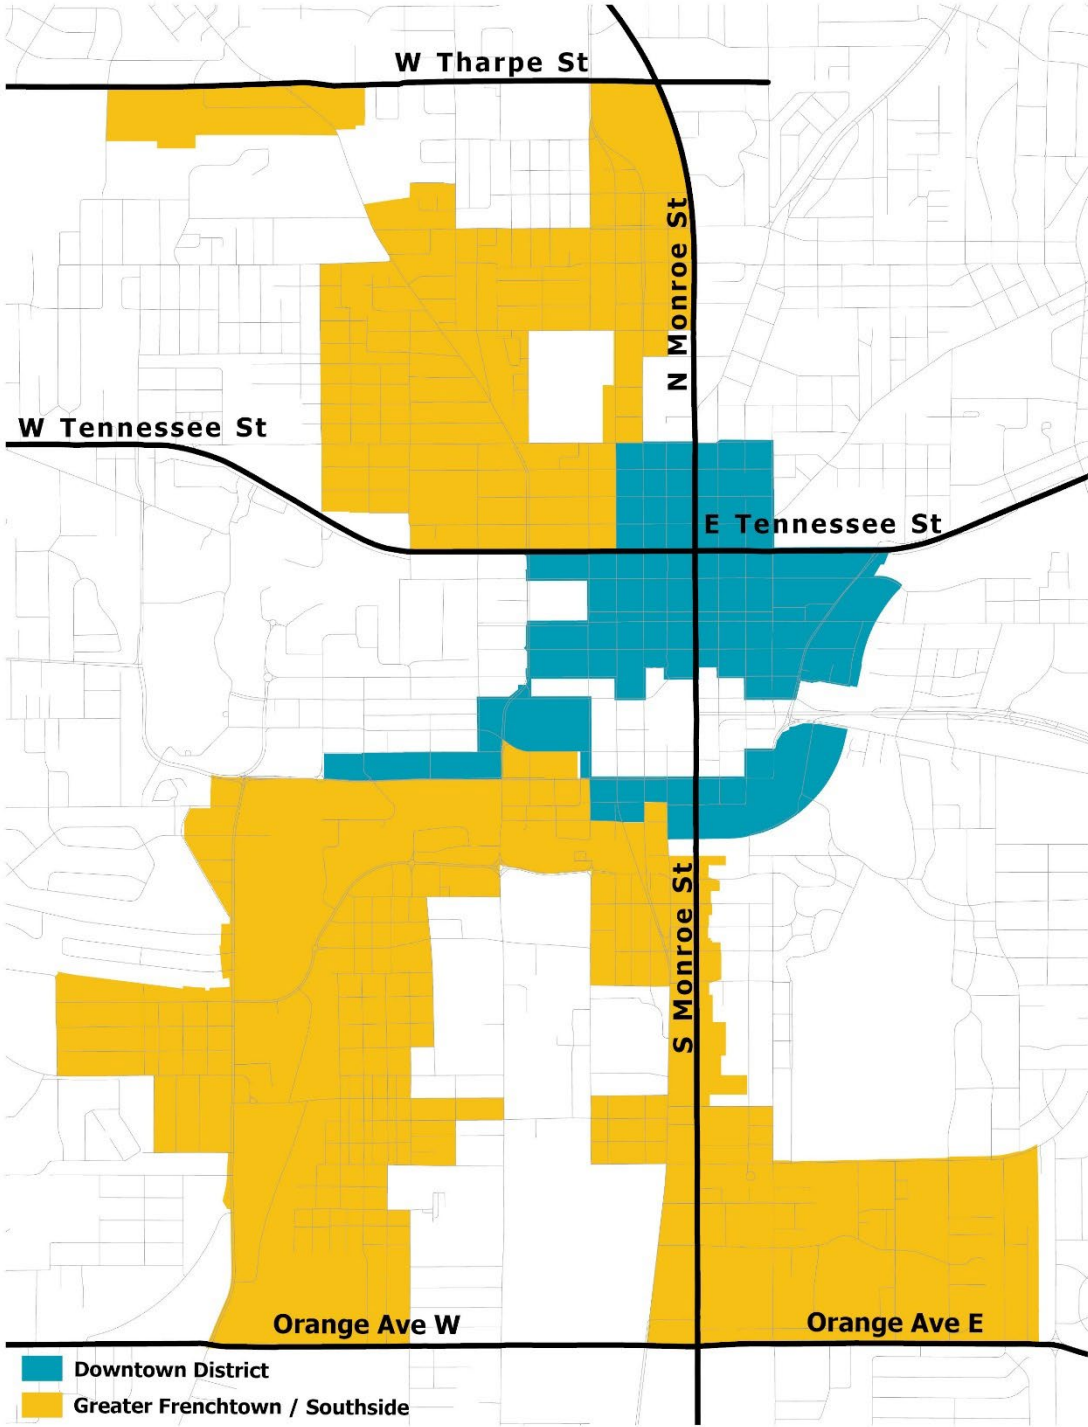 W Tharpe St
N Monroe St
W Tennessee St
E Tennessee St
S Monroe St
Orange Ave W
Orange Ave E
Downtown District
Greater Frenchtown / Southside